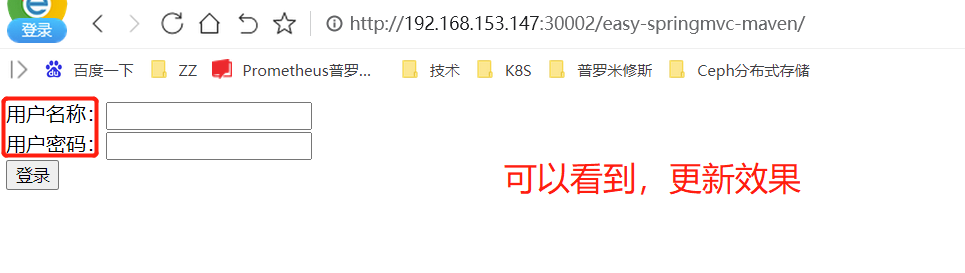 登录
http://192.168.153.147:30002/easy-springmvc-maven/
百度一下 ZZ Prometheus普罗... 技术 K8S 普罗米修斯 Ceph分布式存储
用户名称：
用户密码：
登录
可以看到，更新效果